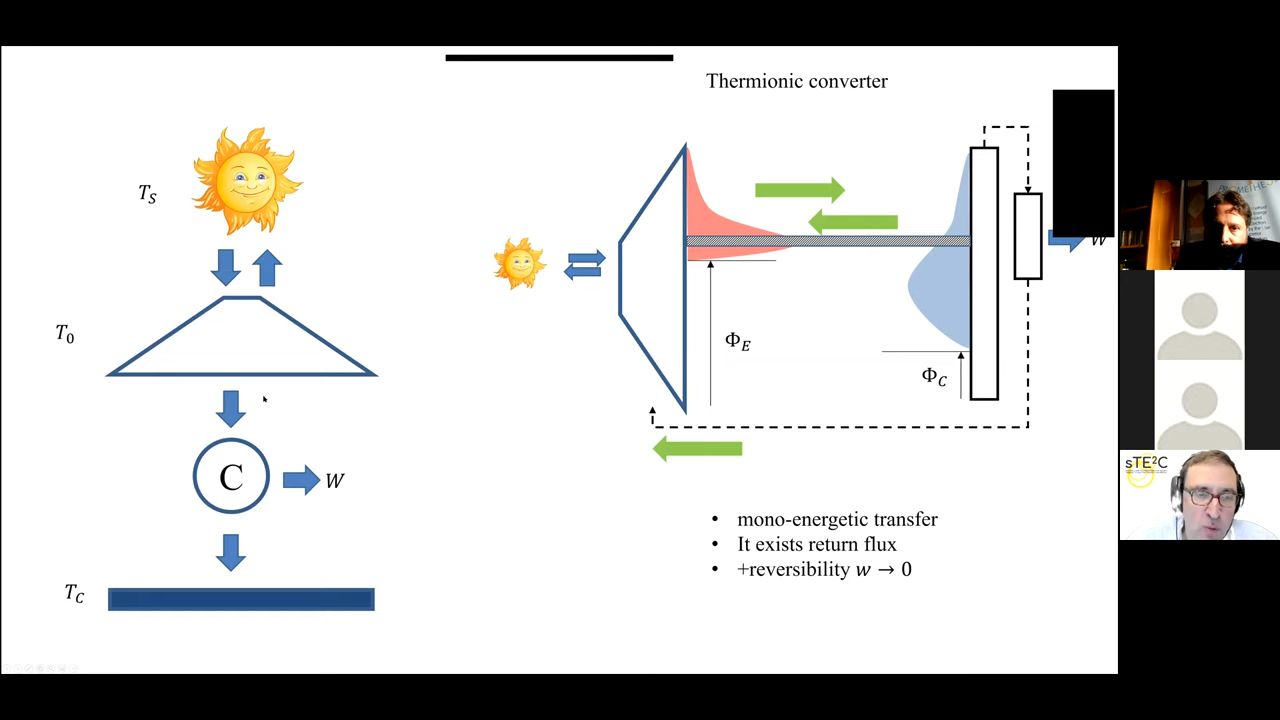 Thermionic converter
T_S
T_0
C
W
T_C
Φ_E
Φ_C
W
• mono-energetic transfer
• It exists return flux
• +reversibility w → 0
sTE²C